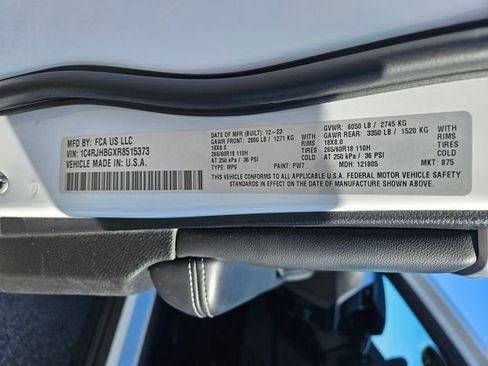 MFD BY: FCA US LLC
VIN: 1C4RJHBGXR8515373
VEHICLE MADE IN U.S.A.
DATE OF MFR (BUILT): 12-23
GAWR FRONT: 2800 LB / 1271 KG WITH
18X8.0 RIMS
265/60R18 110H TIRES
AT 250 kPa / 36 PSI COLD
TYPE: MPV PAINT: PW7
GVWR: 6050 LB / 2745 KG
GAWR REAR: 3350 LB / 1520 KG WITH
18X8.0 RIMS
265/60R18 110H TIRES
AT 250 kPa / 36 PSI COLD
MDH: 121805 MKT: 875
THIS VEHICLE CONFORMS TO ALL APPLICABLE U.S.A. FEDERAL MOTOR VEHICLE SAFETY
BUMPER AND THEFT PREVENTION STANDARDS IN EFFECT ON THE DATE OF MANUFACTURE SHOWN ABOVE